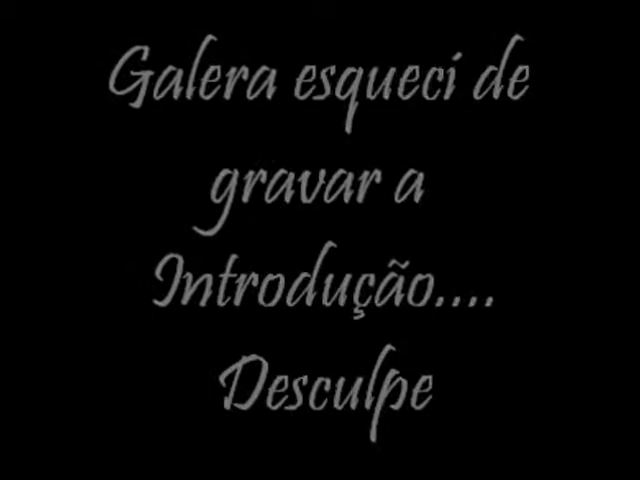 Galera esqueci de
gravar a
Introdução....
Desculpe